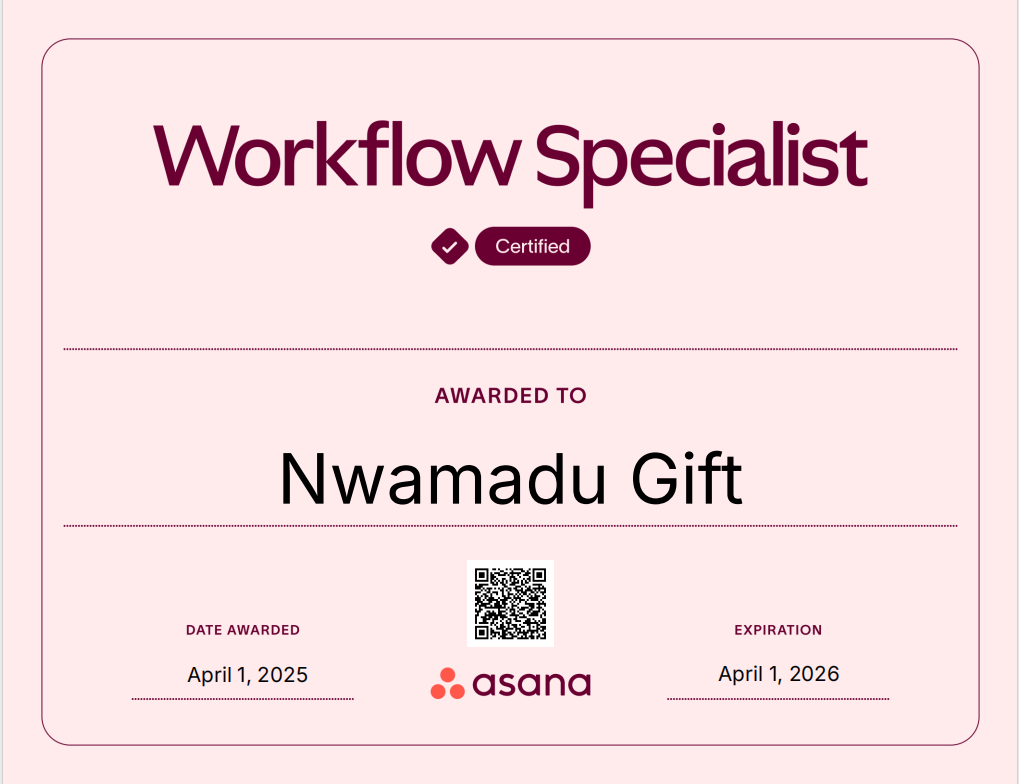 Workflow Specialist
Certified
AWARDED TO
Nwamadu Gift
DATE AWARDED
April 1, 2025
asana
EXPIRATION
April 1, 2026